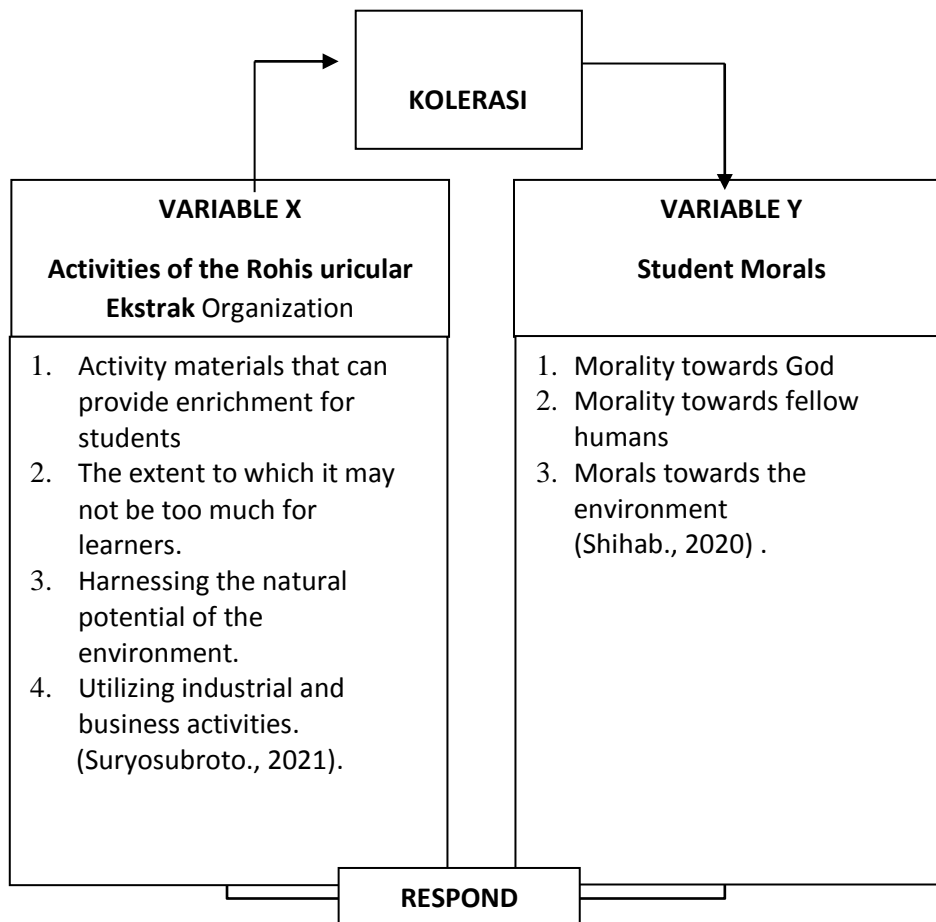 KOLERASI
VARIABLE X
Activities of the Rohis uricular
Ekstrak Organization
1. Activity materials that can
provide enrichment for
students
2. The extent to which it may
not be too much for
learners.
3. Harnessing the natural
potential of the
environment.
4. Utilizing industrial and
business activities.
(Suryosubroto., 2021).
VARIABLE Y
Student Morals
1. Morality towards God
2. Morality towards fellow
humans
3. Morals towards the
environment
(Shihab., 2020) .
RESPOND